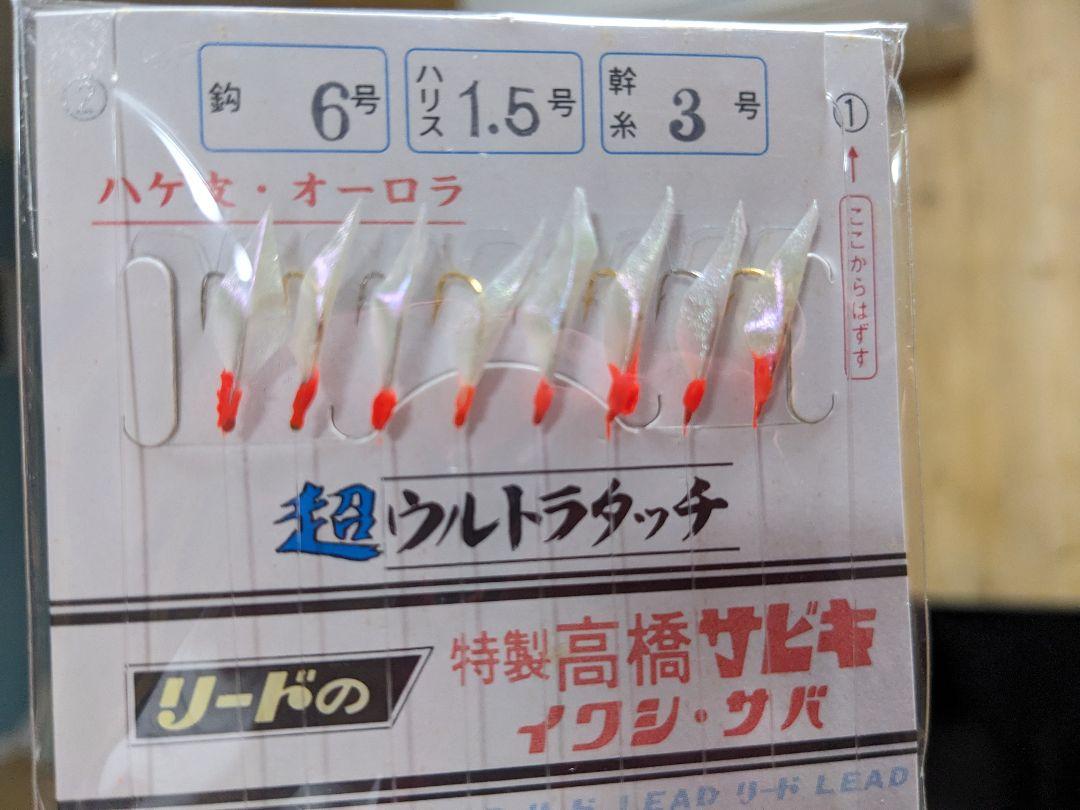 ②
鈎 6号
ハリス 1.5号
幹糸 3号
①
ハケ皮・オーロラ
↑
ここからはずす
超ウルトラタッチ
リードの
特製高橋サビキ
イワシ・サバ
リード LEAD リード LEAD